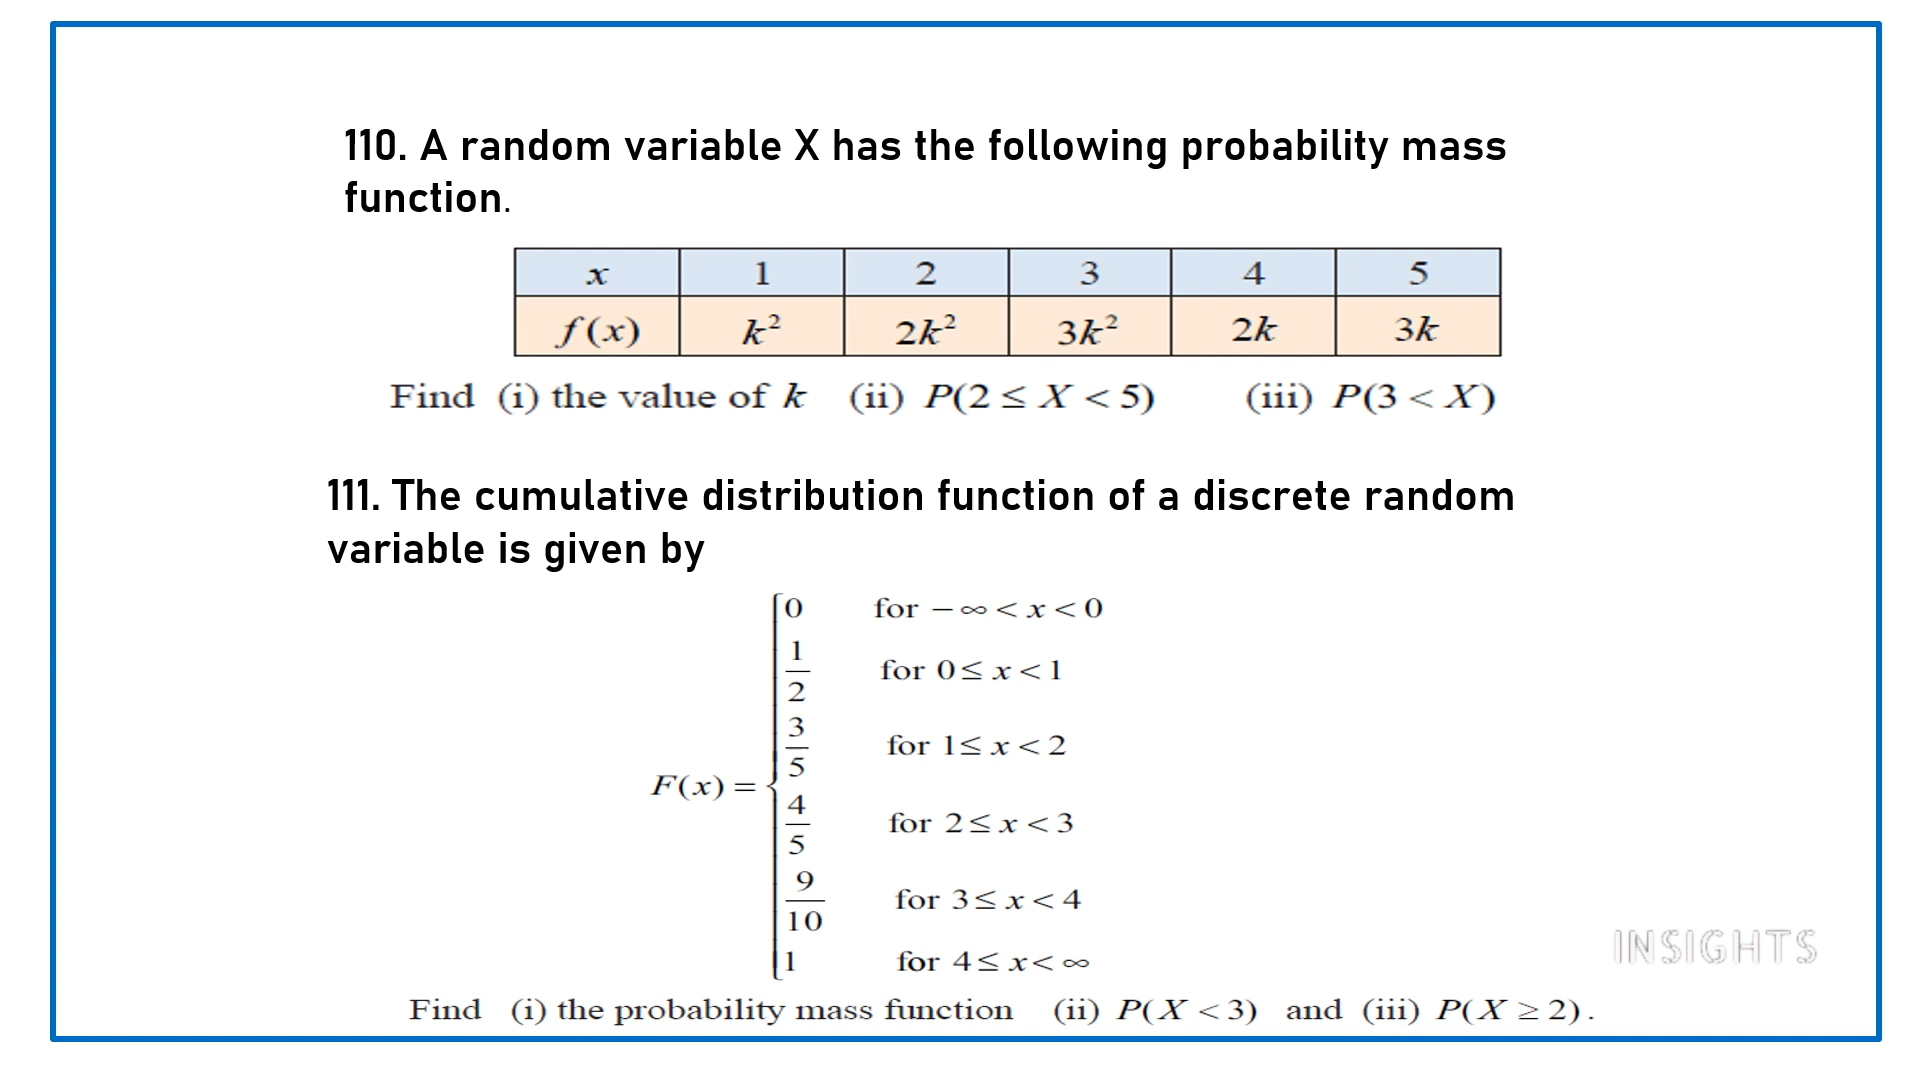 110. A random variable X has the following probability mass
function.
x 1 2 3 4 5
f(x) k² 2k² 3k² 2k 3k
Find (i) the value of k (ii) P(2 ≤ X < 5) (iii) P(3 < X)
111. The cumulative distribution function of a discrete random
variable is given by
0 for −∞ < x < 0
1/2 for 0 ≤ x < 1
3/5 for 1 ≤ x < 2
F(x) =
4/5 for 2 ≤ x < 3
9/10 for 3 ≤ x < 4
1 for 4 ≤ x < ∞
INSIGHTS
Find (i) the probability mass function (ii) P(X < 3) and (iii) P(X ≥ 2).